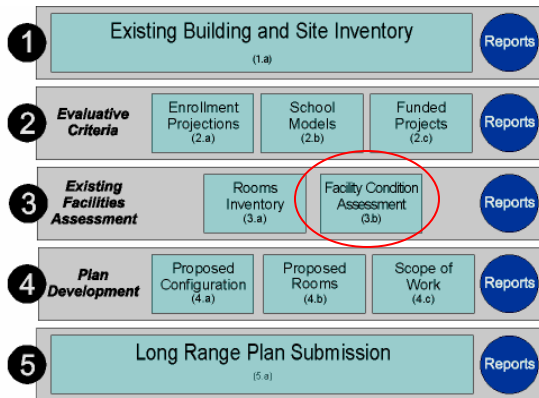 1
Existing Building and Site Inventory
(1.a)
Reports
2
Evaluative
Criteria
Enrollment
Projections
(2.a)
School
Models
(2.b)
Funded
Projects
(2.c)
Reports
3
Existing
Facilities
Assessment
Rooms
Inventory
(3.a)
Facility Condition
Assessment
(3.b)
Reports
4
Plan
Development
Proposed
Configuration
(4.a)
Proposed
Rooms
(4.b)
Scope of
Work
(4.c)
Reports
5
Long Range Plan Submission
(5.a)
Reports